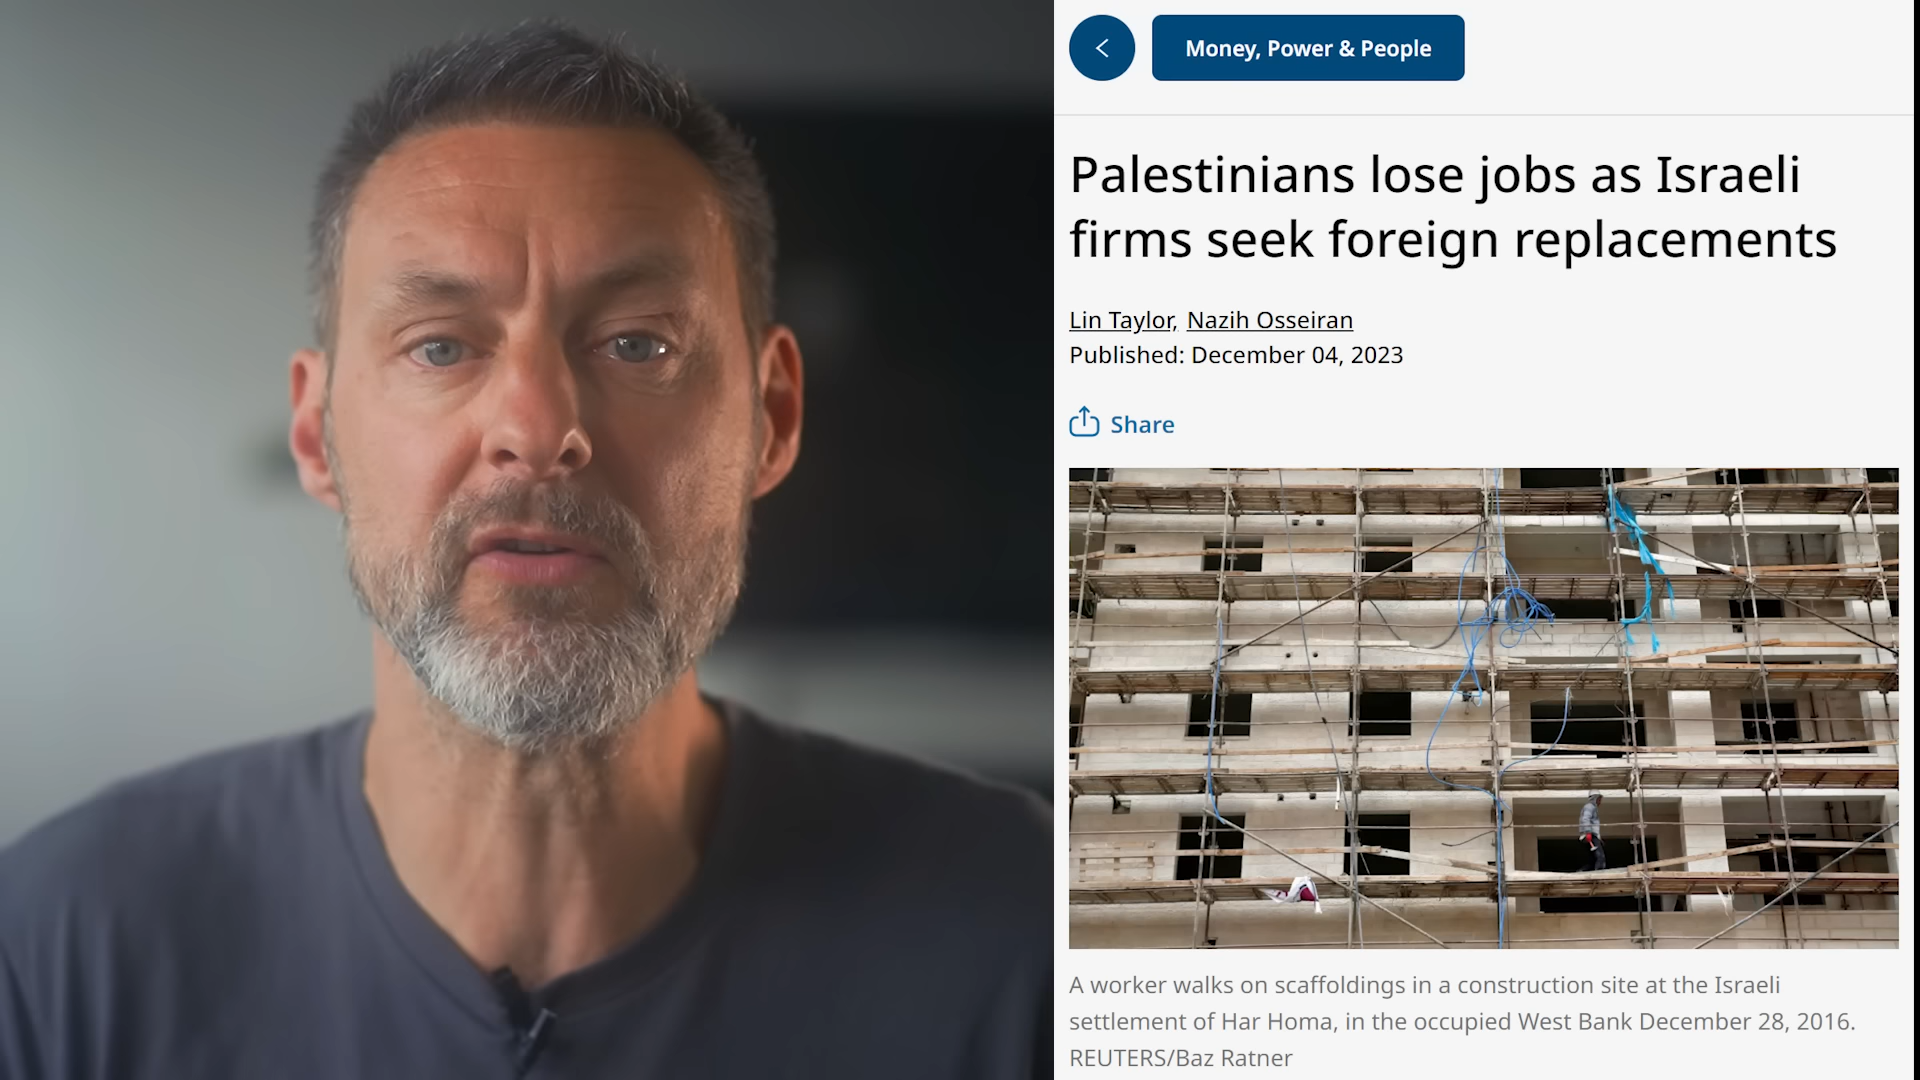 Money, Power & People
Palestinians lose jobs as Israeli
firms seek foreign replacements
Lin Taylor, Nazih Osseiran
Published: December 04, 2023
Share
A worker walks on scaffoldings in a construction site at the Israeli
settlement of Har Homa, in the occupied West Bank December 28, 2016.
REUTERS/Baz Ratner